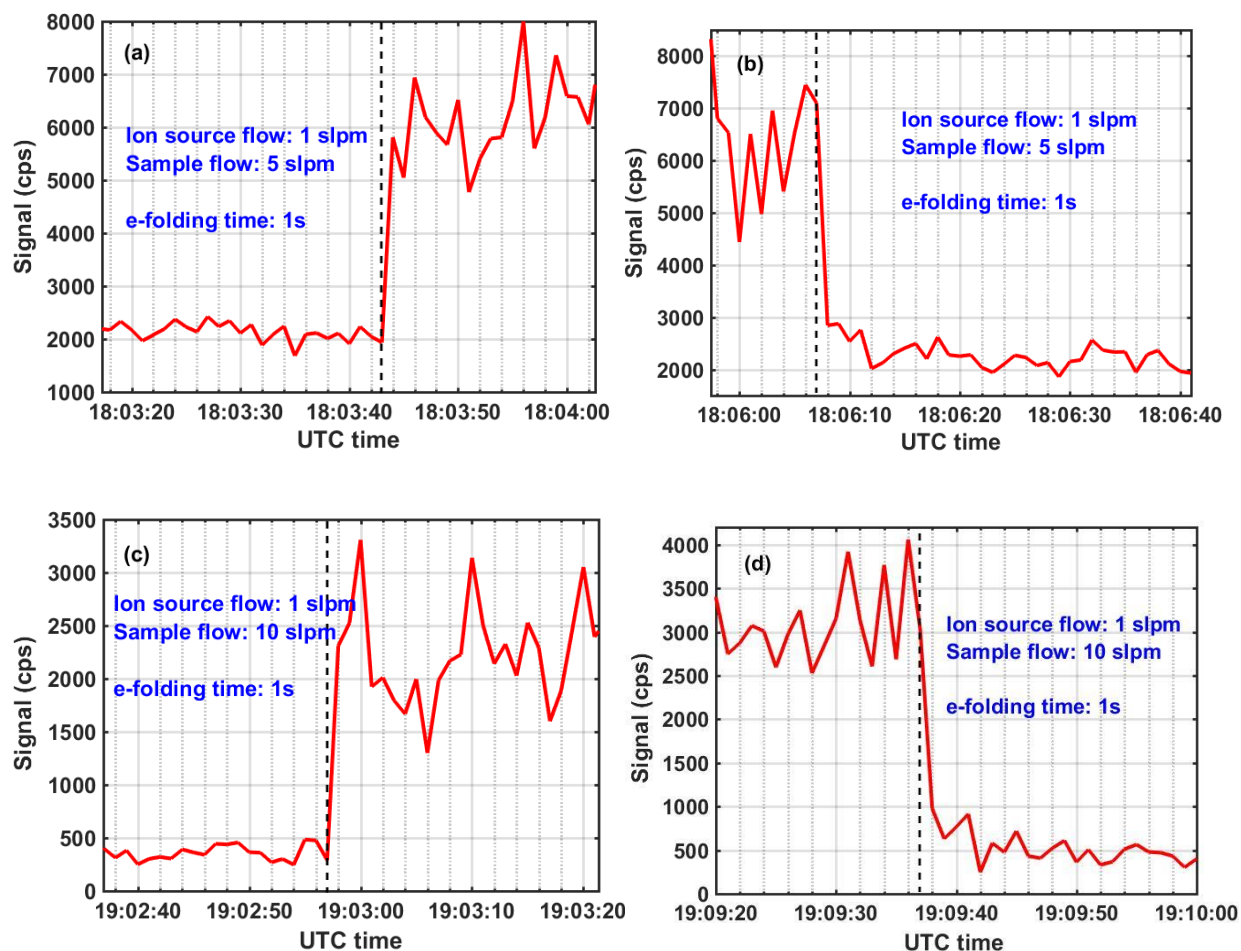 (a)
Ion source flow: 1 slpm
Sample flow: 5 slpm
e-folding time: 1s
Signal (cps)
8000
7000
6000
5000
4000
3000
2000
1000
18:03:20 18:03:30 18:03:40 18:03:50 18:04:00
UTC time
(b)
Ion source flow: 1 slpm
Sample flow: 5 slpm
e-folding time: 1s
Signal (cps)
8000
7000
6000
5000
4000
3000
2000
18:06:00 18:06:10 18:06:20 18:06:30 18:06:40
UTC time
(c)
Ion source flow: 1 slpm
Sample flow: 10 slpm
e-folding time: 1s
Signal (cps)
3500
3000
2500
2000
1500
1000
500
0
19:02:40 19:02:50 19:03:00 19:03:10 19:03:20
UTC time
(d)
Ion source flow: 1 slpm
Sample flow: 10 slpm
e-folding time: 1s
Signal (cps)
4000
3500
3000
2500
2000
1500
1000
500
0
19:09:20 19:09:30 19:09:40 19:09:50 19:10:00
UTC time